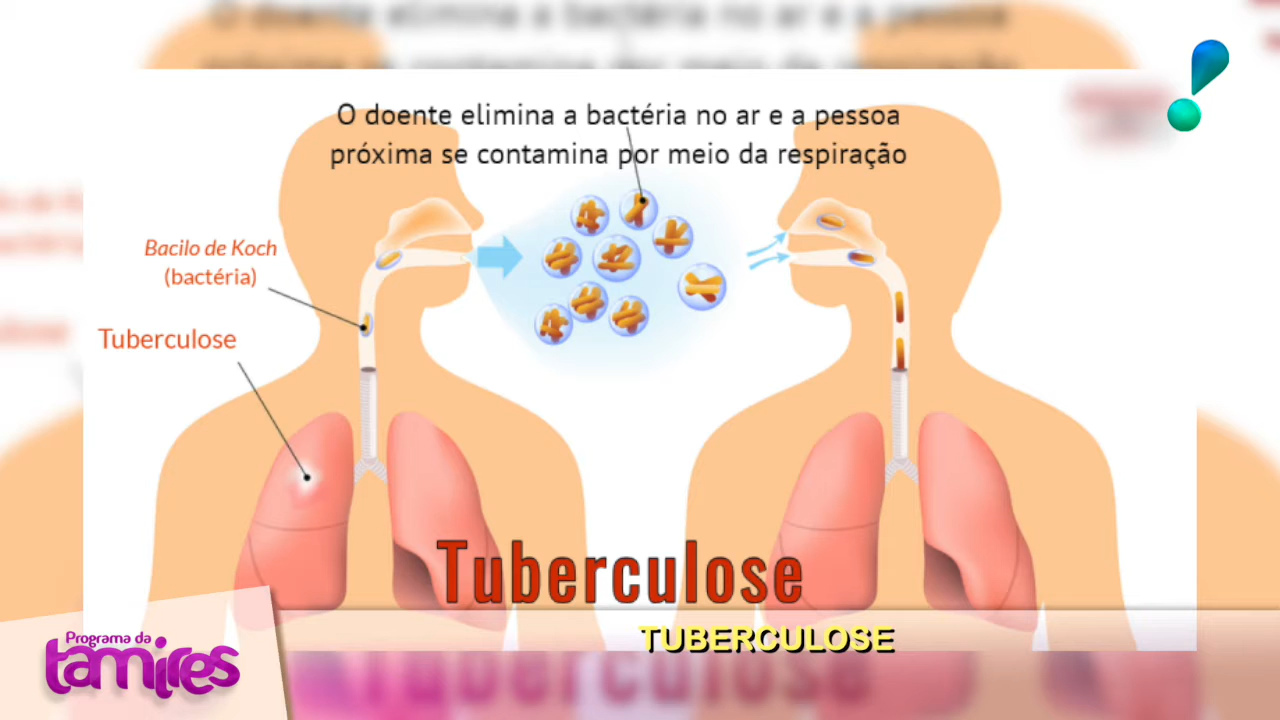 O doente elimina a bactéria no ar e a pessoa
próxima se contamina por meio da respiração
Bacilo de Koch
(bactéria)
Tuberculose
Tuberculose
TUBERCULOSE
Programa da
tamires